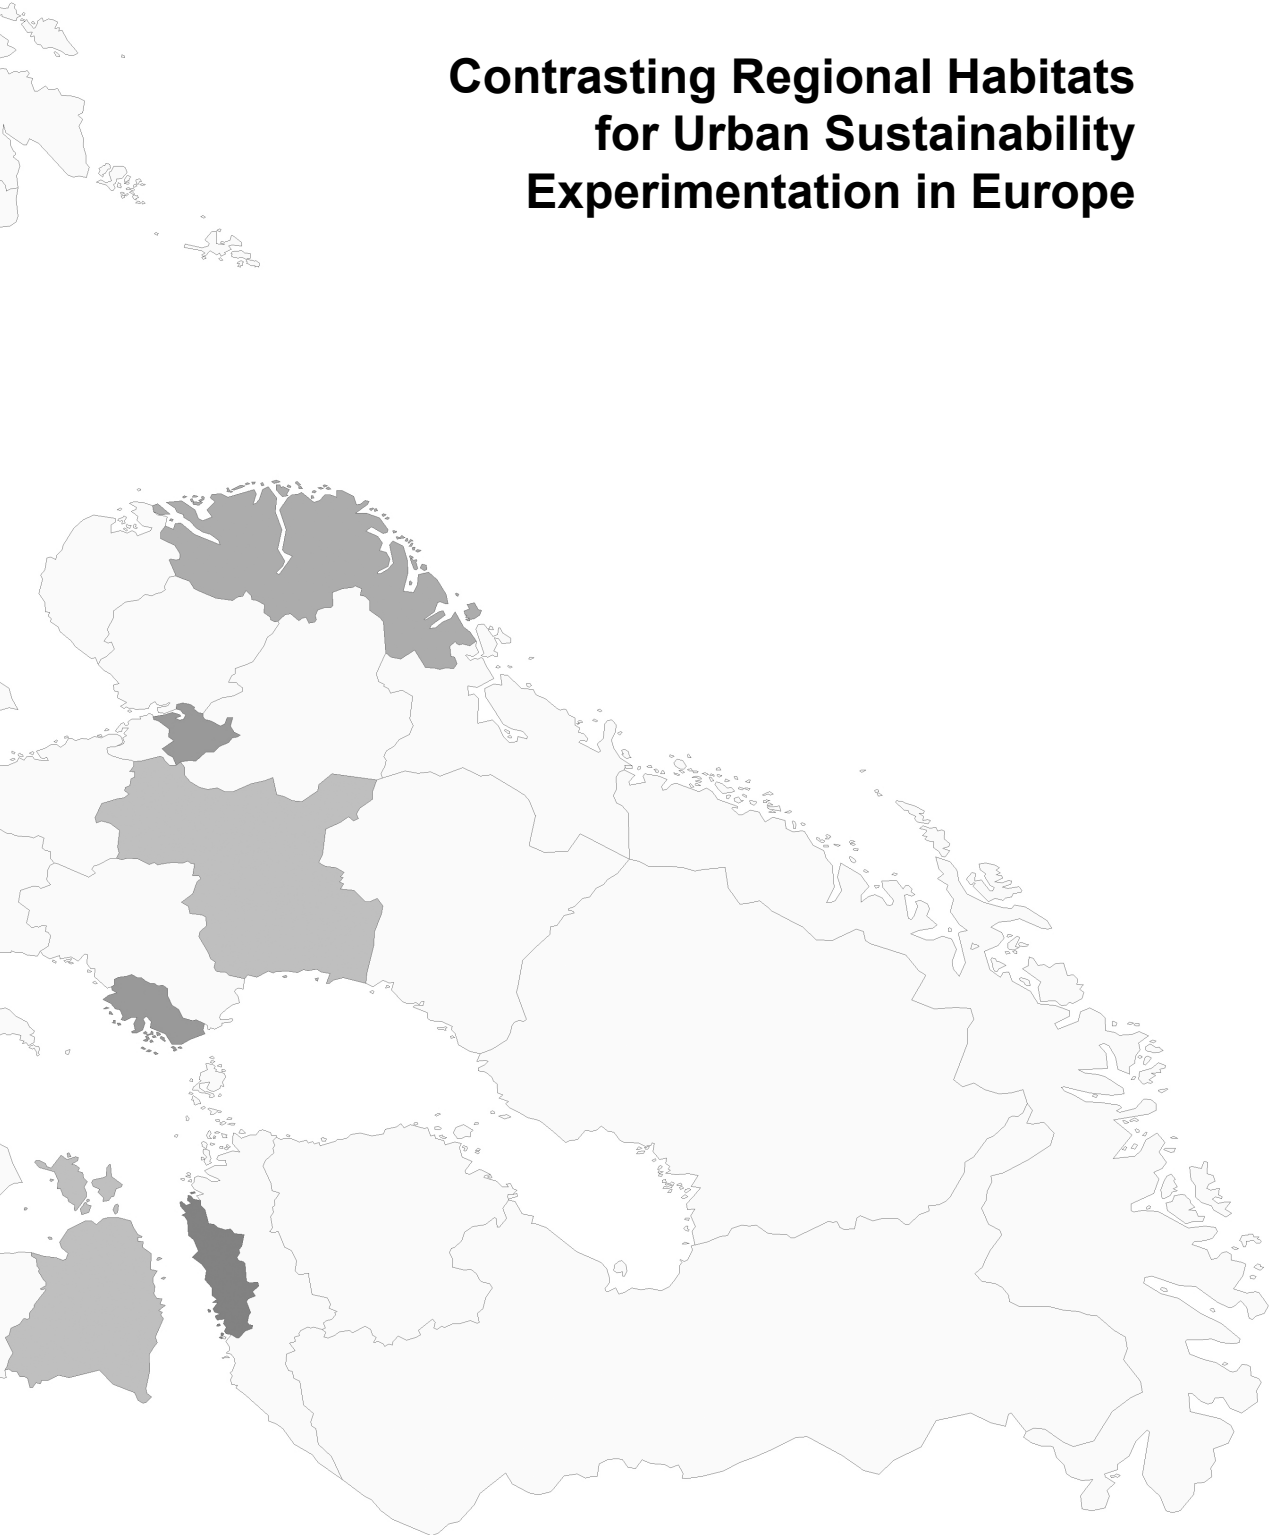 Contrasting Regional Habitats
for Urban Sustainability
Experimentation in Europe